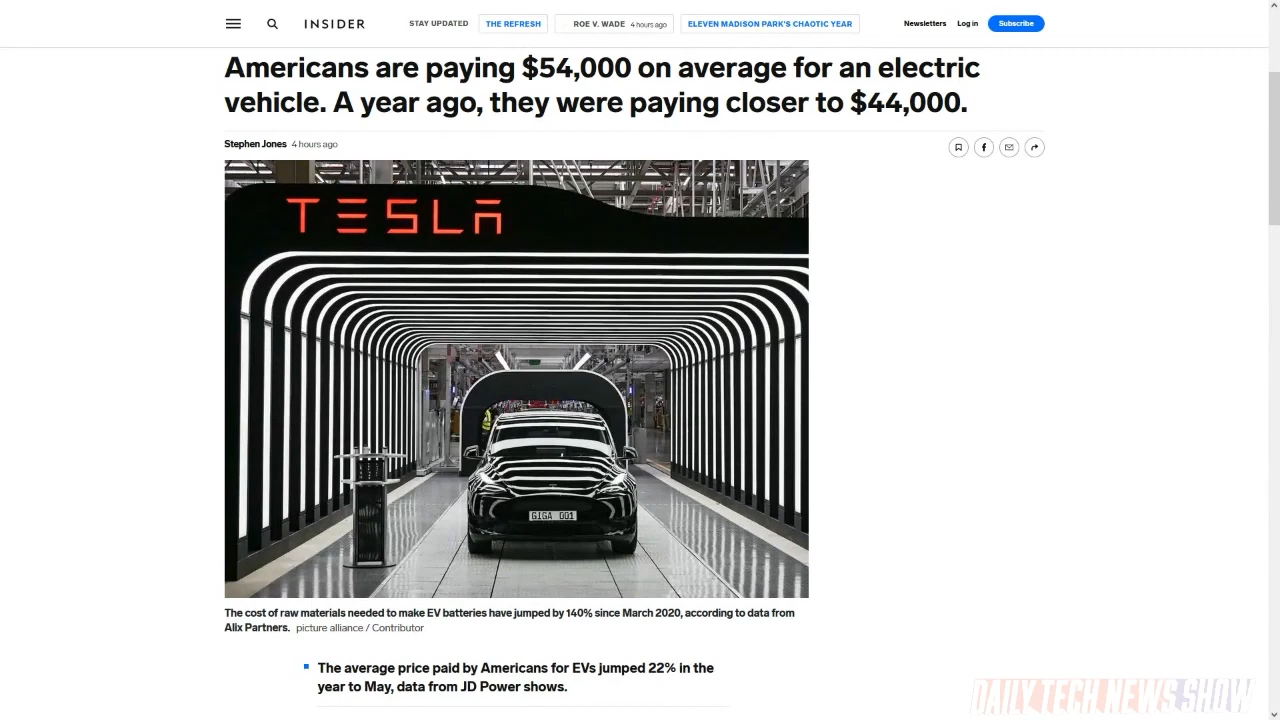 INSIDER
STAY UPDATED
THE REFRESH
ROE V. WADE 4 hours ago
ELEVEN MADISON PARK'S CHAOTIC YEAR
Newsletters
Log in
Subscribe
Americans are paying $54,000 on average for an electric
vehicle. A year ago, they were paying closer to $44,000.
Stephen Jones 4 hours ago
TESLA
GIGA 001
The cost of raw materials needed to make EV batteries have jumped by 140% since March 2020, according to data from
Alix Partners. picture alliance / Contributor
The average price paid by Americans for EVs jumped 22% in the
year to May, data from JD Power shows.
DAILY TECH NEWS SHOW